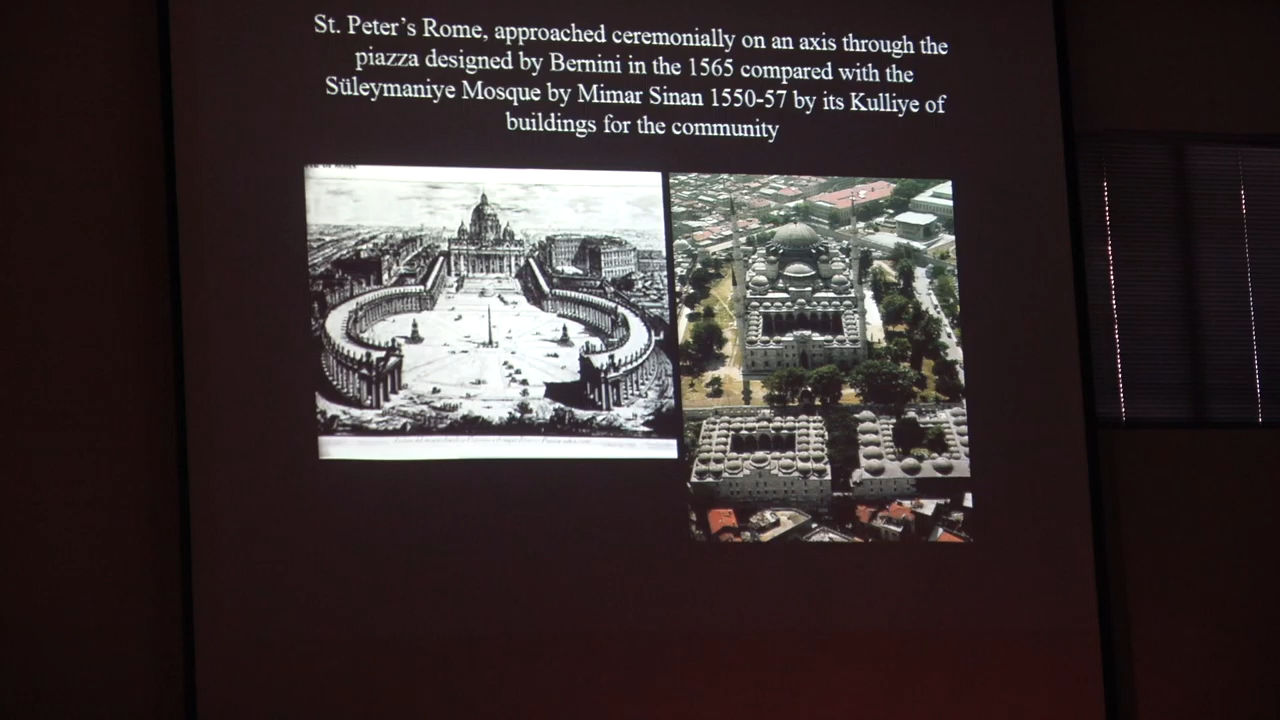 St. Peter’s Rome, approached ceremonially on an axis through the
piazza designed by Bernini in the 1565 compared with the
Süleymaniye Mosque by Mimar Sinan 1550-57 by its Kulliye of
buildings for the community